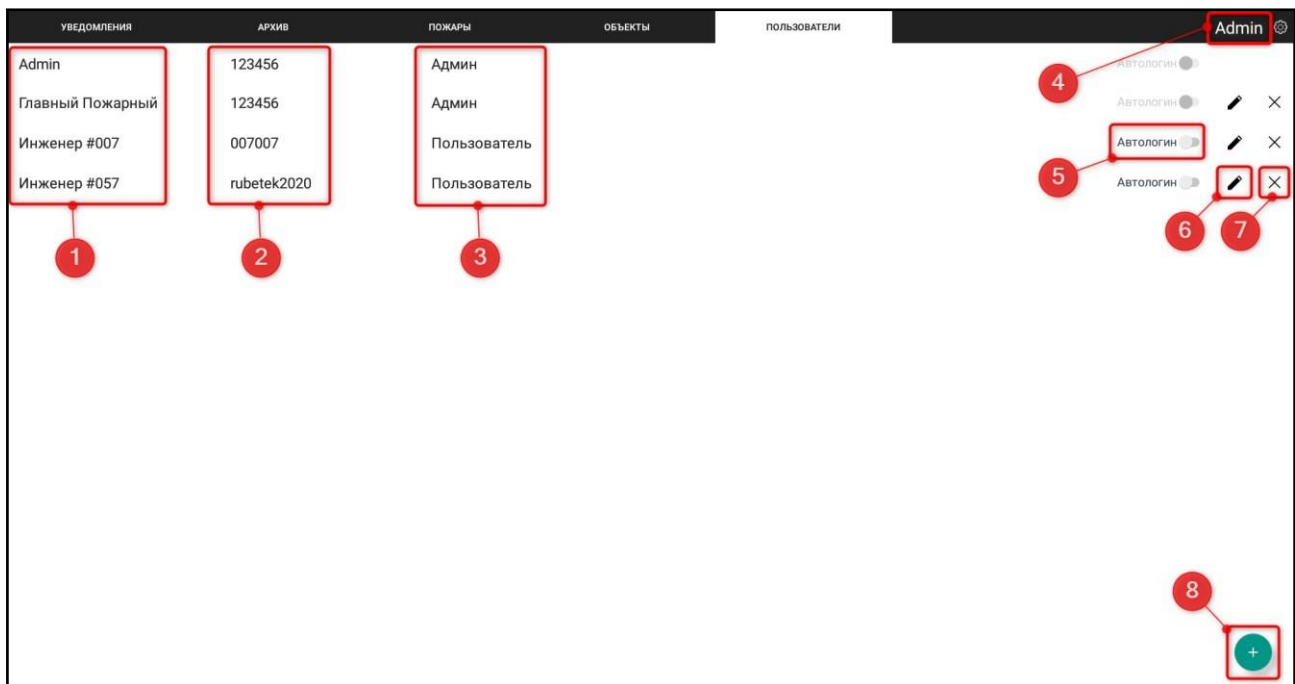 УВЕДОМЛЕНИЯ АРХИВ ПОЖАРЫ ОБЪЕКТЫ ПОЛЬЗОВАТЕЛИ Admin
Admin 123456 Админ Автологин
4
Главный Пожарный 123456 Админ Автологин
Инженер #007 007007 Пользователь Автологин
5
Инженер #057 rubetek2020 Пользователь Автологин
6 7
1 2 3
8
+